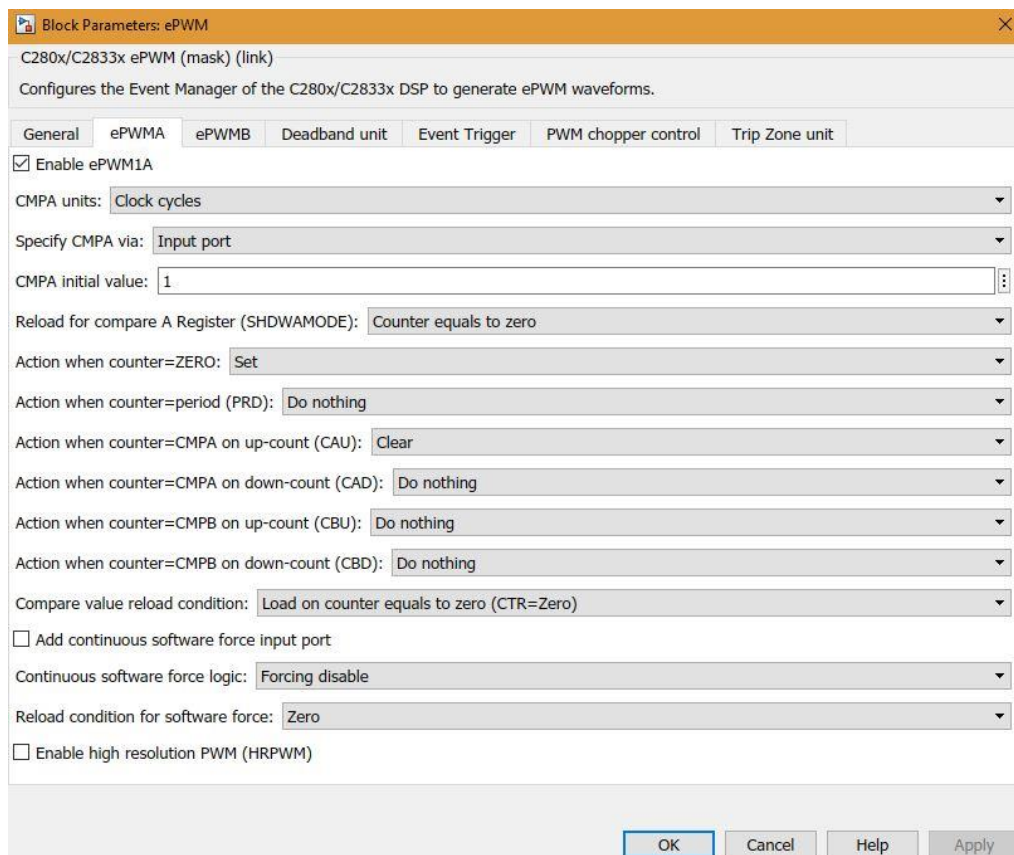 Block Parameters: ePWM
C280x/C2833x ePWM (mask) (link)
Configures the Event Manager of the C280x/C2833x DSP to generate ePWM waveforms.
General ePWMA ePWMB Deadband unit Event Trigger PWM chopper control Trip Zone unit
Enable ePWM1A
CMPA units: Clock cycles
Specify CMPA via: Input port
CMPA initial value: 1
Reload for compare A Register (SHDWAMODE): Counter equals to zero
Action when counter=ZERO: Set
Action when counter=period (PRD): Do nothing
Action when counter=CMPA on up-count (CAU): Clear
Action when counter=CMPA on down-count (CAD): Do nothing
Action when counter=CMPB on up-count (CBU): Do nothing
Action when counter=CMPB on down-count (CBD): Do nothing
Compare value reload condition: Load on counter equals to zero (CTR=Zero)
Add continuous software force input port
Continuous software force logic: Forcing disable
Reload condition for software force: Zero
Enable high resolution PWM (HRPWM)
OK Cancel Help Apply